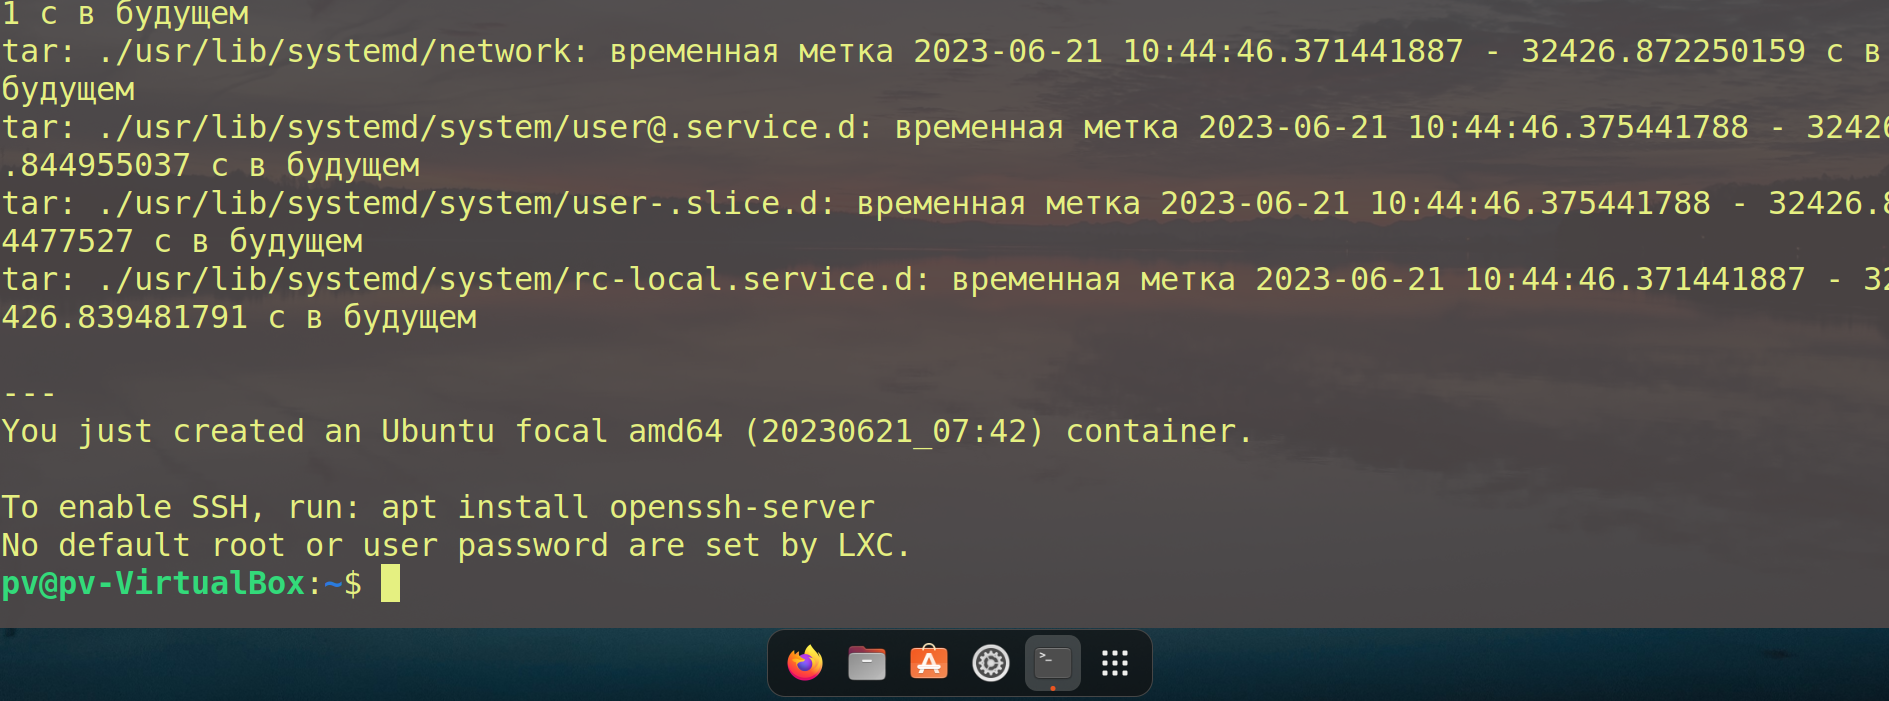 1 с в будущем
tar: ./usr/lib/systemd/network: временная метка 2023-06-21 10:44:46.371441887 - 32426.872250159 с в
будущем
tar: ./usr/lib/systemd/system/user@.service.d: временная метка 2023-06-21 10:44:46.375441788 - 32426
.844955037 с в будущем
tar: ./usr/lib/systemd/system/user-.slice.d: временная метка 2023-06-21 10:44:46.375441788 - 32426.8
4477527 с в будущем
tar: ./usr/lib/systemd/system/rc-local.service.d: временная метка 2023-06-21 10:44:46.371441887 - 32
426.839481791 с в будущем
---
You just created an Ubuntu focal amd64 (20230621_07:42) container.
To enable SSH, run: apt install openssh-server
No default root or user password are set by LXC.
pv@pv-VirtualBox:~$